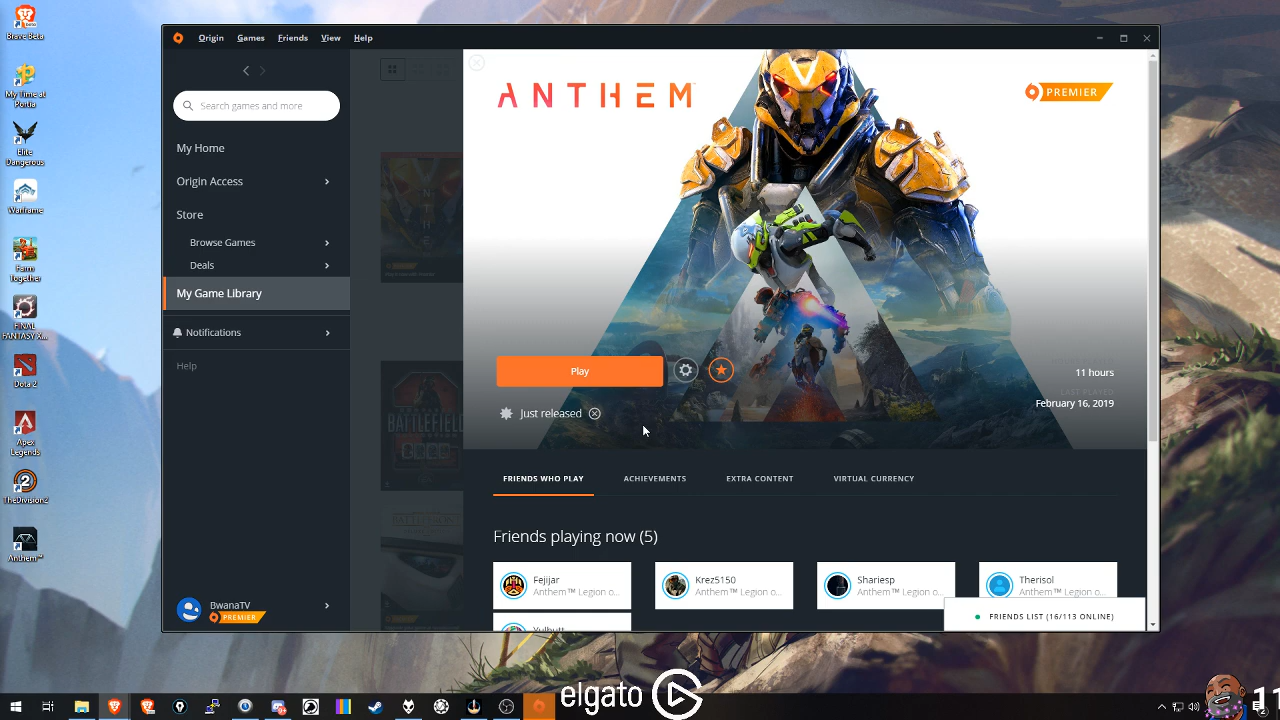 Brave Beta
My Time at
Portia
Elite
Dangerous
Warframe
Farm
Together
FINAL
FANTASY X...
Dota 2
Apex
Legends
TheDivision2
Anthem™
Origin
Games
Friends
View
Help
Search games and more
My Home
Origin Access
Store
Browse Games
Deals
My Game Library
Notifications
Help
BwanaTV
PREMIER
ANTHEM
PREMIER
Play
Just released
11 hours
LAST PLAYED
February 16, 2019
BATTLEFIELD
FRIENDS WHO PLAY
ACHIEVEMENTS
EXTRA CONTENT
VIRTUAL CURRENCY
Friends playing now (5)
Fejijar
Anthem™ Legion o...
Krez5150
Anthem™ Legion o...
Shariesp
Anthem™ Legion o...
Therisol
Anthem™ Legion o...
FRIENDS LIST (16/113 ONLINE)
elgato
11